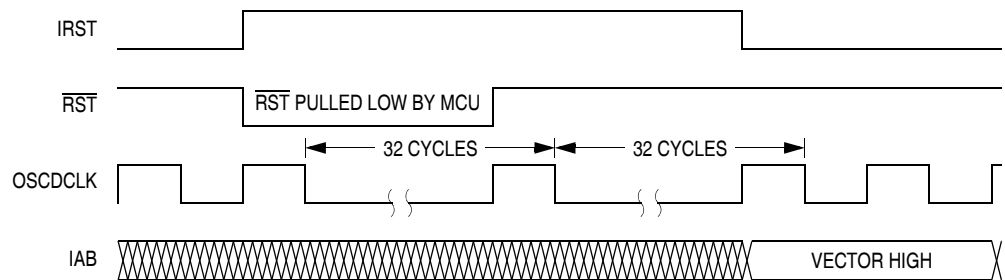 IRST
RST
RST PULLED LOW BY MCU
32 CYCLES
32 CYCLES
OSCDCLK
IAB
VECTOR HIGH